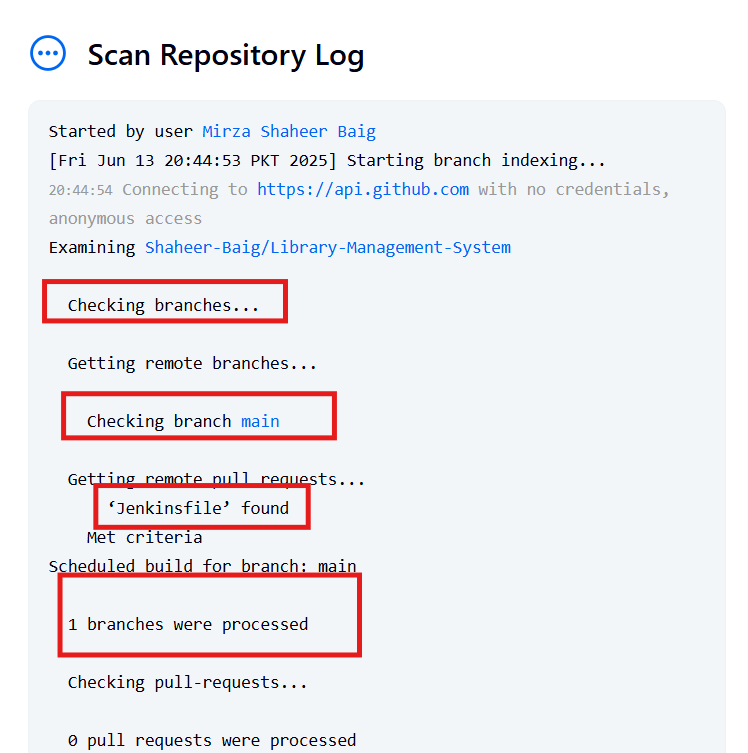 Scan Repository Log
Started by user Mirza Shaheer Baig
[Fri Jun 13 20:44:53 PKT 2025] Starting branch indexing...
20:44:54 Connecting to https://api.github.com with no credentials,
anonymous access
Examining Shaheer-Baig/Library-Management-System
Checking branches...
Getting remote branches...
Checking branch main
Getting remote pull requests...
‘Jenkinsfile’ found
Met criteria
Scheduled build for branch: main
1 branches were processed
Checking pull-requests...
0 pull requests were processed